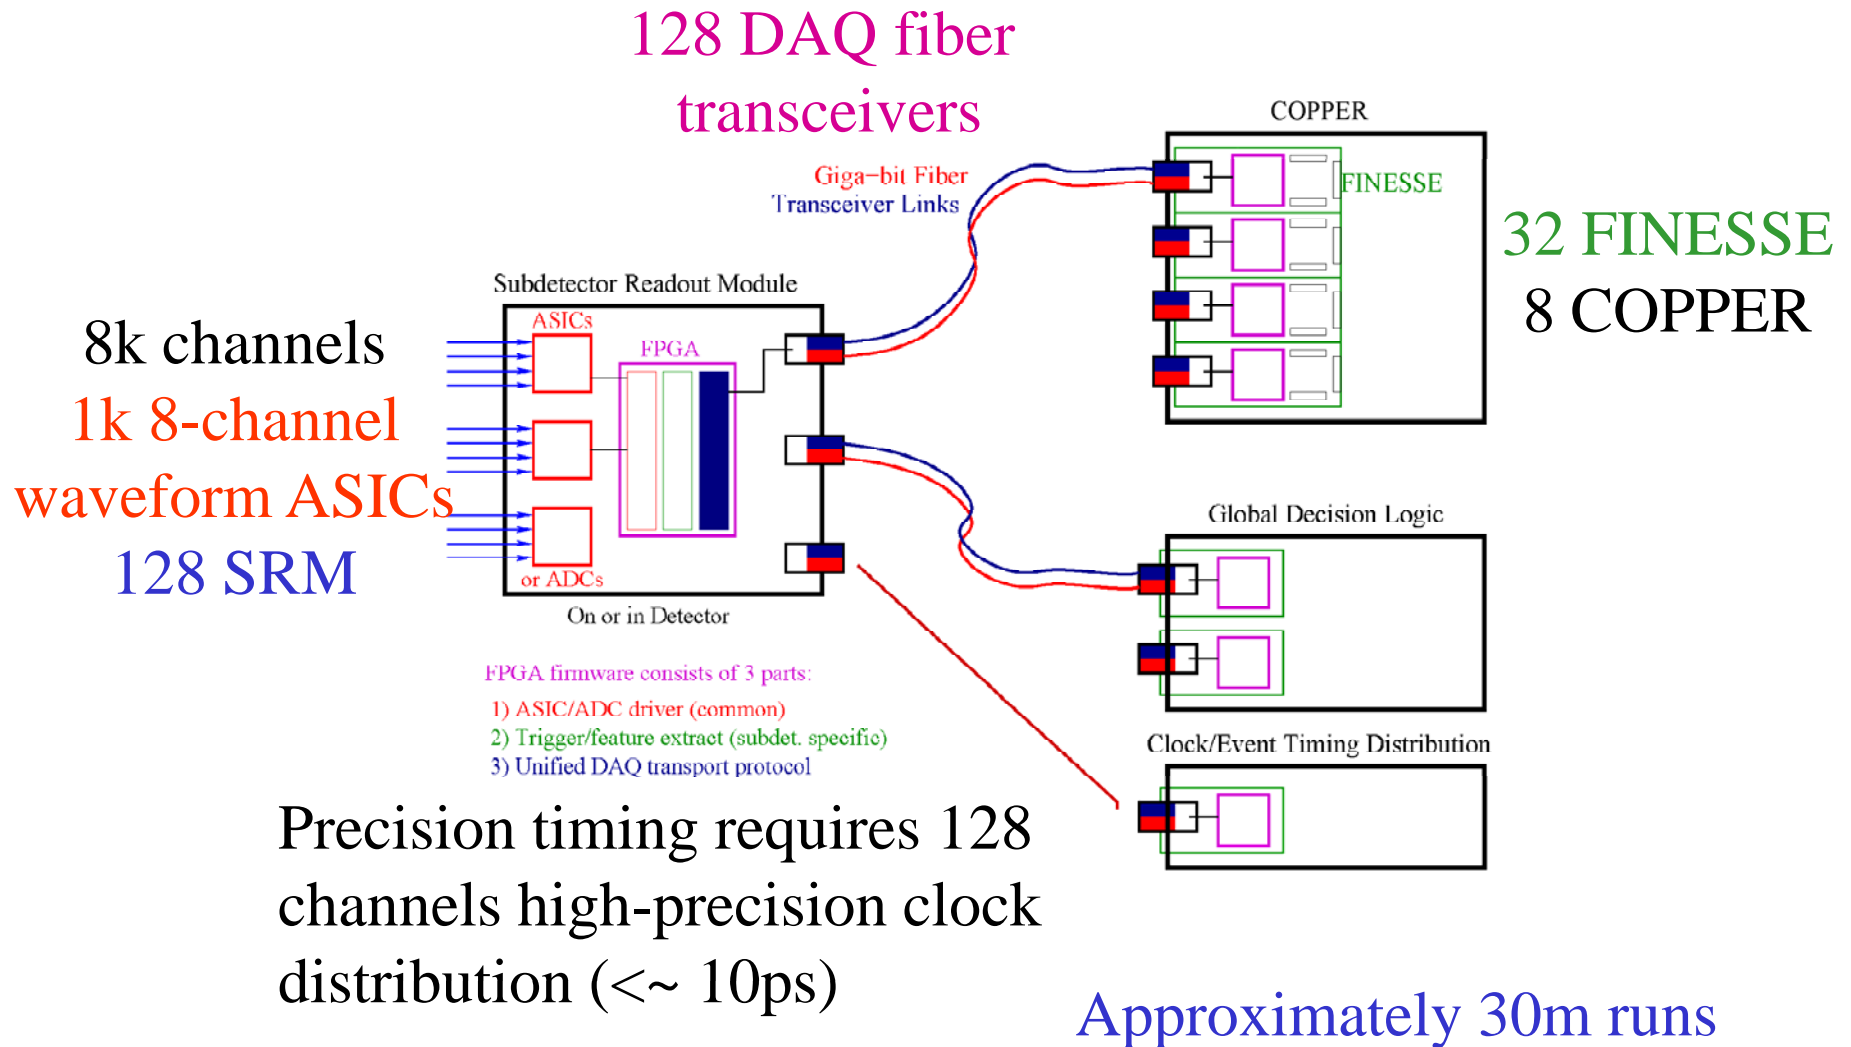 128 DAQ fiber
transceivers
COPPER
Giga-bit Fiber
Transceiver Links
FINESSE
32 FINESSE
8 COPPER
Subdetector Readout Module
ASICs
FPGA
8k channels
1k 8-channel
waveform ASICs
128 SRM
or ADCs
On or in Detector
Global Decision Logic
FPGA firmware consists of 3 parts:
1) ASIC/ADC driver (common)
2) Trigger/feature extract (subdet. specific)
3) Unified DAQ transport protocol
Clock/Event Timing Distribution
Precision timing requires 128
channels high-precision clock
distribution (<~ 10ps)
Approximately 30m runs